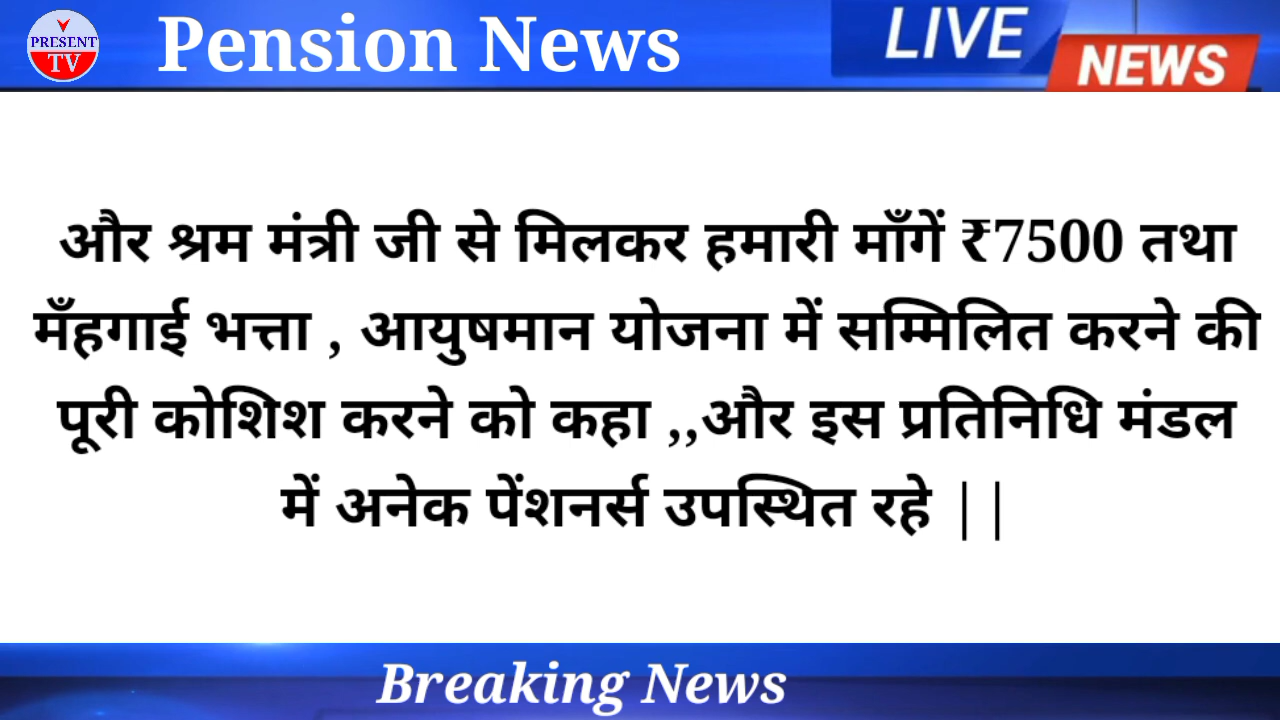 PRESENT
TV
Pension News
LIVE
NEWS
और श्रम मंत्री जी से मिलकर हमारी माँगें ₹7500 तथा
मँहगाई भत्ता , आयुषमान योजना में सम्मिलित करने की
पूरी कोशिश करने को कहा ,,और इस प्रतिनिधि मंडल
में अनेक पेंशनर्स उपस्थित रहे ||
Breaking News